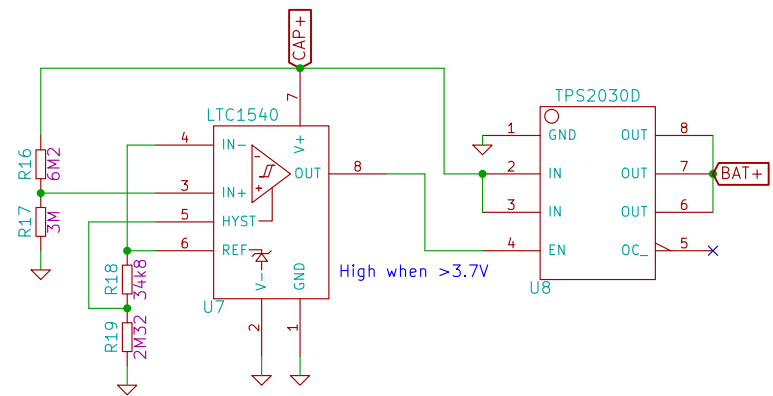 CAP+
7
LTC1540
TPS2030D
4
IN-
V+
1
GND
OUT
8
R16
6M2
OUT
8
2
IN
OUT
7
BAT+
3
IN+
R17
3M
5
HYST
3
IN
OUT
6
6
REF
4
EN
OC_
5
R18
34k8
V-
GND
High when >3.7V
U7
U8
R19
2M32
2
1